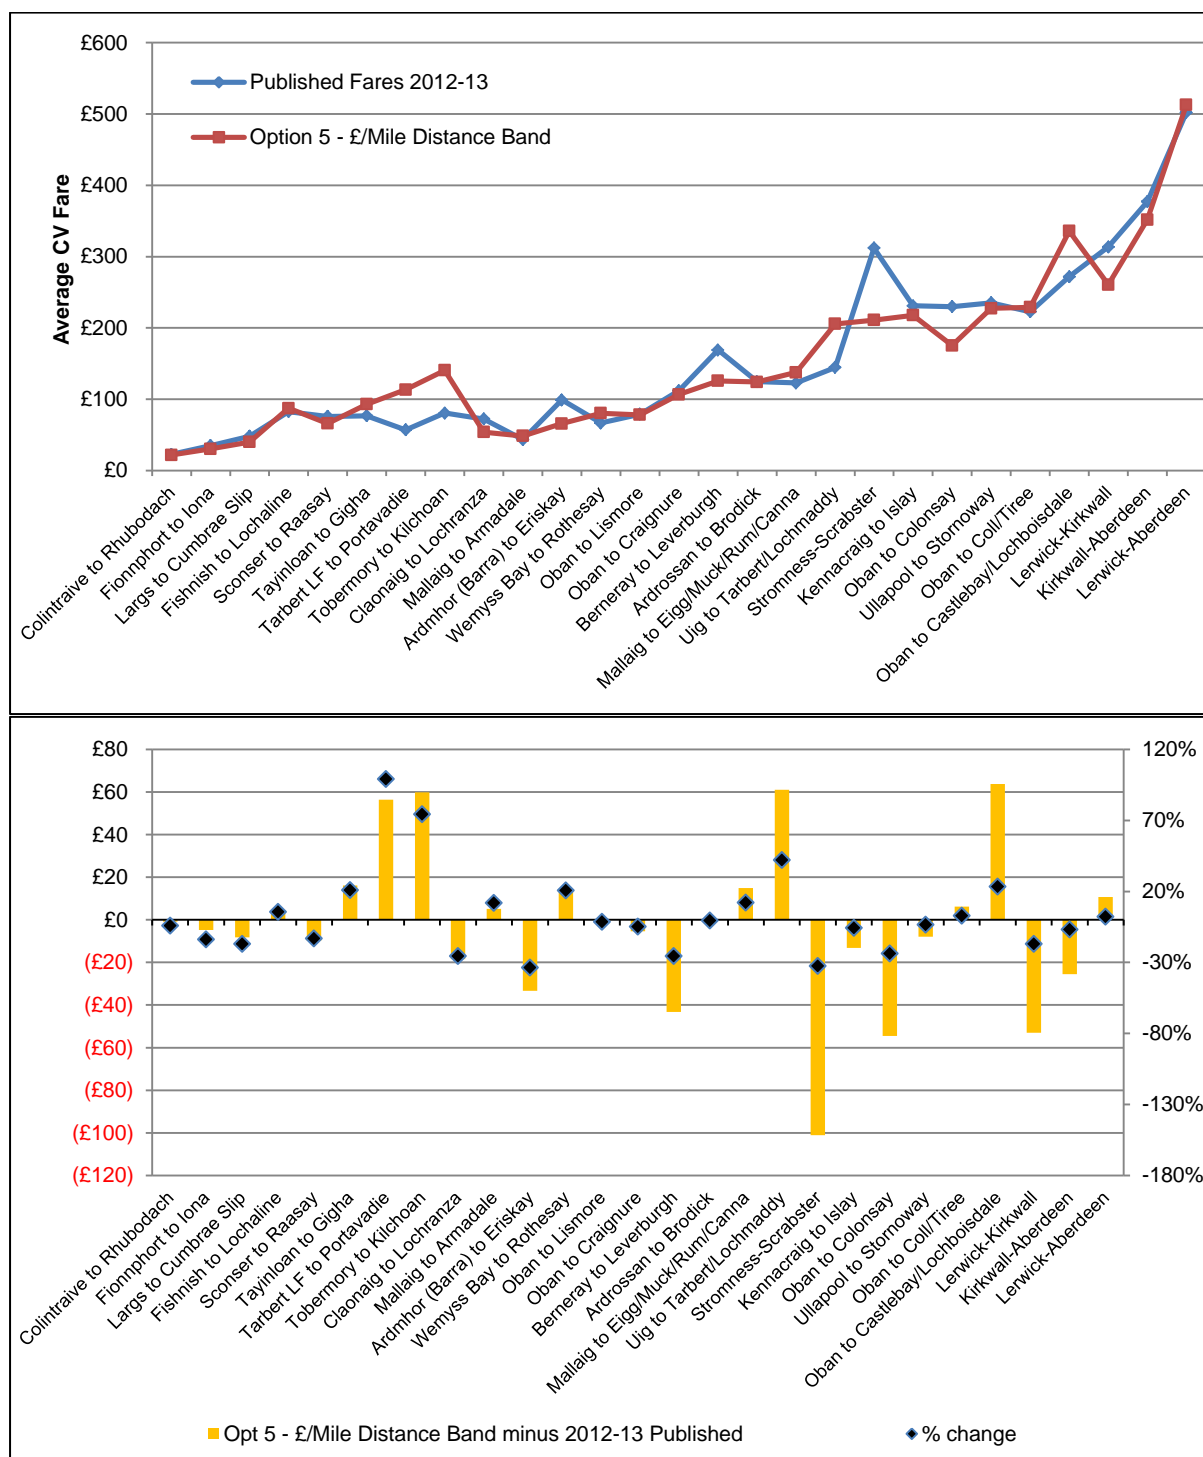 £600
£500
£400
£300
£200
£100
£0
Average CV Fare
Published Fares 2012-13
Option 5 - £/Mile Distance Band
Colintraive to Rhubodach
Fionnphort to Iona
Largs to Cumbrae Slip
Fishnish to Lochaline
Sconser to Raasay
Tayinloan to Gigha
Tarbert LF to Portavadie
Tobermory to Kilchoan
Claonaig to Lochranza
Mallaig to Armadale
Ardmhor (Barra) to Eriskay
Wemyss Bay to Rothesay
Oban to Lismore
Oban to Craignure
Berneray to Leverburgh
Ardrossan to Brodick
Mallaig to Eigg/Muck/Rum/Canna
Uig to Tarbert/Lochmaddy
Stromness-Scrabster
Kennacraig to Islay
Oban to Colonsay
Ullapool to Stornoway
Oban to Coll/Tiree
Oban to Castlebay/Lochboisdale
Lerwick-Kirkwall
Kirkwall-Aberdeen
Lerwick-Aberdeen
£80
£60
£40
£20
£0
(£20)
(£40)
(£60)
(£80)
(£100)
(£120)
120%
70%
20%
-30%
-80%
-130%
-180%
Colintraive to Rhubodach
Fionnphort to Iona
Largs to Cumbrae Slip
Fishnish to Lochaline
Sconser to Raasay
Tayinloan to Gigha
Tarbert LF to Portavadie
Tobermory to Kilchoan
Claonaig to Lochranza
Mallaig to Armadale
Ardmhor (Barra) to Eriskay
Wemyss Bay to Rothesay
Oban to Lismore
Oban to Craignure
Berneray to Leverburgh
Ardrossan to Brodick
Mallaig to Eigg/Muck/Rum/Canna
Uig to Tarbert/Lochmaddy
Stromness-Scrabster
Kennacraig to Islay
Oban to Colonsay
Ullapool to Stornoway
Oban to Coll/Tiree
Oban to Castlebay/Lochboisdale
Lerwick-Kirkwall
Kirkwall-Aberdeen
Lerwick-Aberdeen
Opt 5 - £/Mile Distance Band minus 2012-13 Published
% change